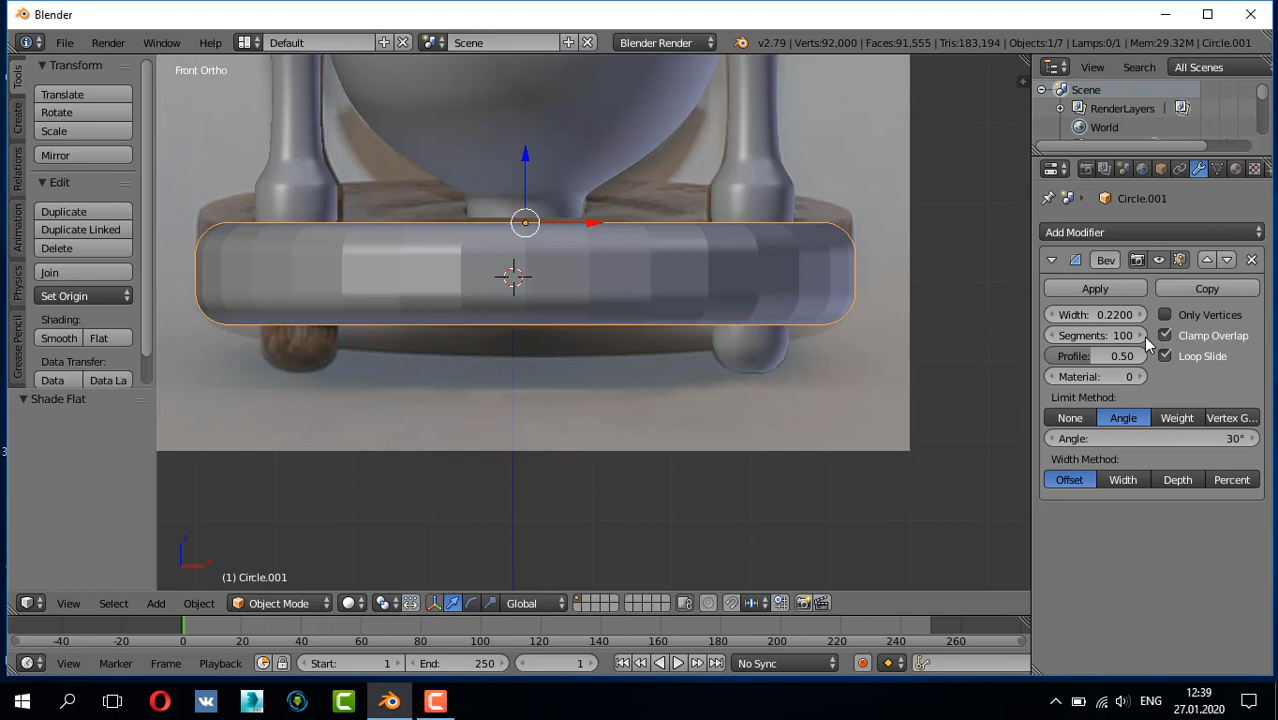 Blender
File Render Window Help Default Scene Blender Render v2.79 | Verts:92,000 | Faces:91,555 | Tris:183,194 | Objects:1/7 | Lamps:0/1 | Mem:29.32M | Circle.001
Tools
Create
Relations
Animation
Physics
Grease Pencil
Transform
Translate
Rotate
Scale
Mirror
Edit
Duplicate
Duplicate Linked
Delete
Join
Set Origin
Shading:
Smooth Flat
Data Transfer:
Data Data La
Shade Flat
Front Ortho
z
x
(1) Circle.001
View Search All Scenes
Scene
RenderLayers
World
Circle.001
Add Modifier
Bev
Apply Copy
Width: 0.2200 Only Vertices
Segments: 100 Clamp Overlap
Profile: 0.50 Loop Slide
Material: 0
Limit Method:
None Angle Weight Vertex G...
Angle: 30°
Width Method:
Offset Width Depth Percent
View Select Add Object Object Mode Global
-40 -20 0 20 40 60 80 100 120 140 160 180 200 220 240 260
View Marker Frame Playback Start: 1 End: 250 1 No Sync
ENG 12:39
27.01.2020